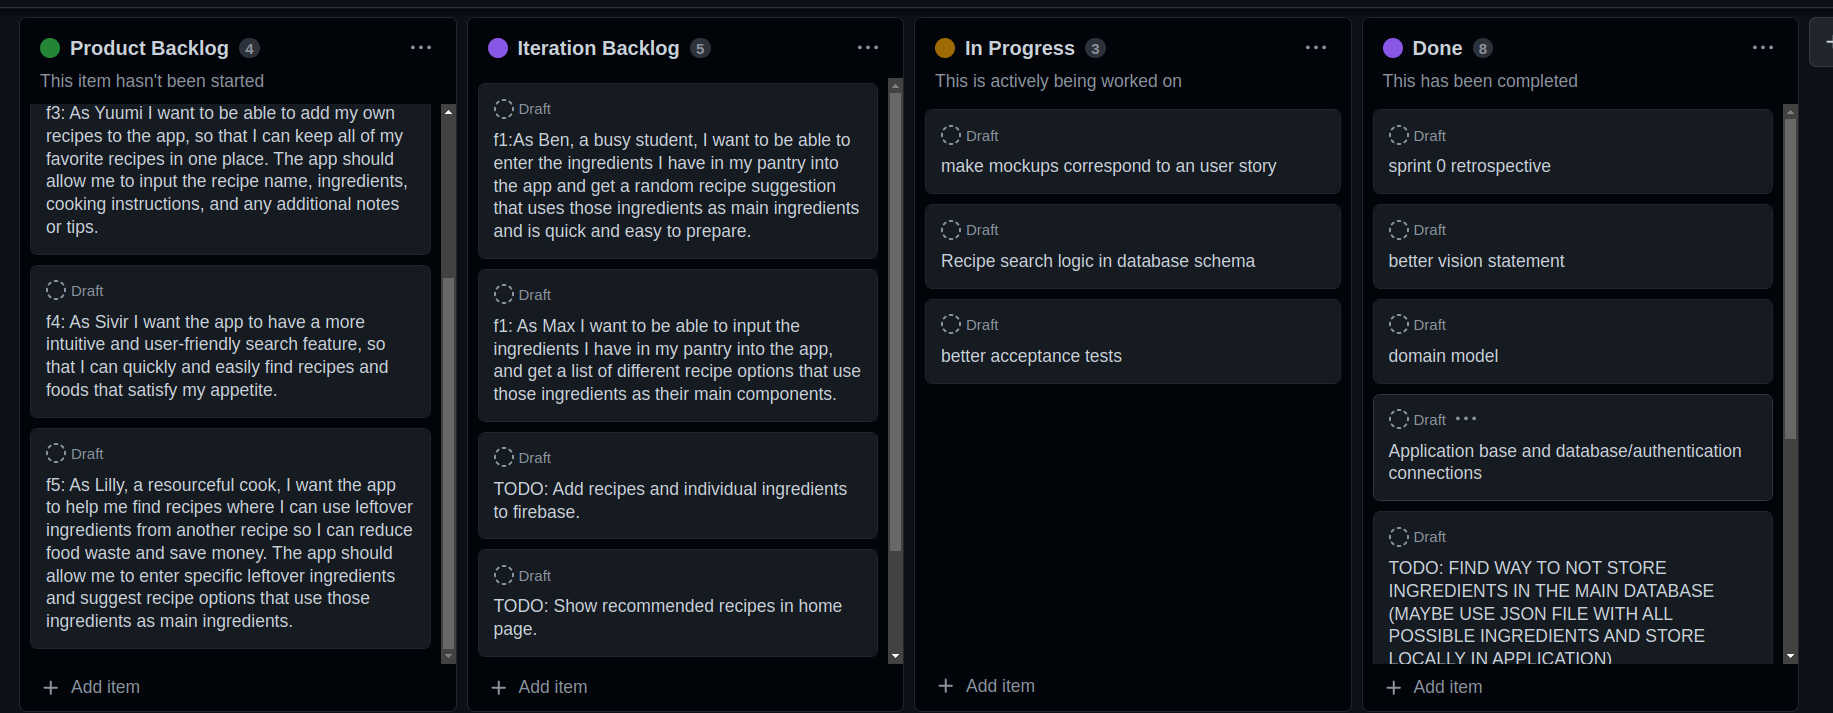 Product Backlog 4
This item hasn't been started
f3: As Yuumi I want to be able to add my own
recipes to the app, so that I can keep all of my
favorite recipes in one place. The app should
allow me to input the recipe name, ingredients,
cooking instructions, and any additional notes
or tips.
Draft
f4: As Sivir I want the app to have a more
intuitive and user-friendly search feature, so
that I can quickly and easily find recipes and
foods that satisfy my appetite.
Draft
f5: As Lilly, a resourceful cook, I want the app
to help me find recipes where I can use leftover
ingredients from another recipe so I can reduce
food waste and save money. The app should
allow me to enter specific leftover ingredients
and suggest recipe options that use those
ingredients as main ingredients.
+ Add item
Iteration Backlog 5
Draft
f1:As Ben, a busy student, I want to be able to
enter the ingredients I have in my pantry into
the app and get a random recipe suggestion
that uses those ingredients as main ingredients
and is quick and easy to prepare.
Draft
f1: As Max I want to be able to input the
ingredients I have in my pantry into the app,
and get a list of different recipe options that use
those ingredients as their main components.
Draft
TODO: Add recipes and individual ingredients
to firebase.
Draft
TODO: Show recommended recipes in home
page.
+ Add item
In Progress 3
This is actively being worked on
Draft
make mockups correspond to an user story
Draft
Recipe search logic in database schema
Draft
better acceptance tests
+ Add item
Done 8
This has been completed
Draft
sprint 0 retrospective
Draft
better vision statement
Draft
domain model
Draft
Application base and database/authentication
connections
Draft
TODO: FIND WAY TO NOT STORE
INGREDIENTS IN THE MAIN DATABASE
(MAYBE USE JSON FILE WITH ALL
POSSIBLE INGREDIENTS AND STORE
LOCALLY IN APPLICATION)
+ Add item